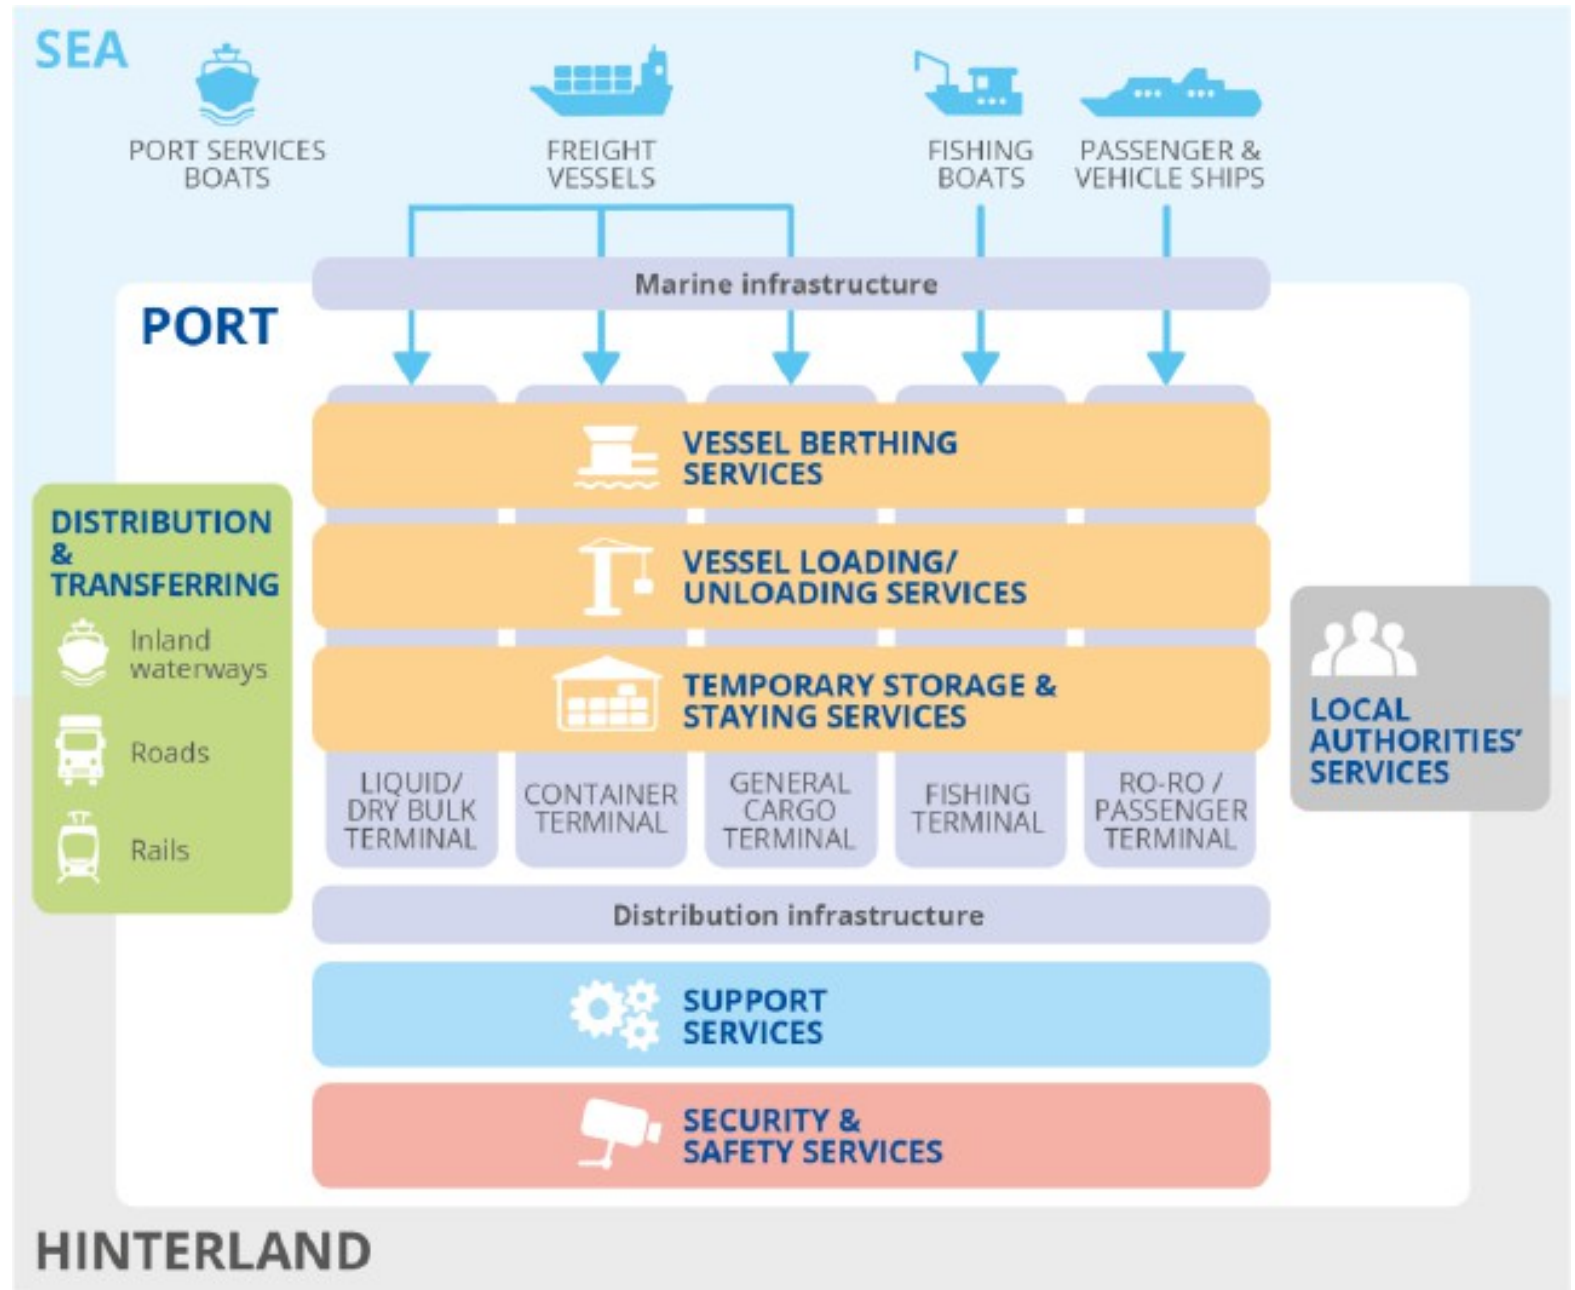 SEA
PORT SERVICES
BOATS
FREIGHT
VESSELS
FISHING
BOATS
PASSENGER &
VEHICLE SHIPS
Marine infrastructure
PORT
VESSEL BERTHING
SERVICES
VESSEL LOADING/
UNLOADING SERVICES
TEMPORARY STORAGE &
STAYING SERVICES
DISTRIBUTION
&
TRANSFERRING
Inland
waterways
Roads
Rails
LOCAL
AUTHORITIES’
SERVICES
LIQUID/
DRY BULK
TERMINAL
CONTAINER
TERMINAL
GENERAL
CARGO
TERMINAL
FISHING
TERMINAL
RO-RO /
PASSENGER
TERMINAL
Distribution infrastructure
SUPPORT
SERVICES
SECURITY &
SAFETY SERVICES
HINTERLAND